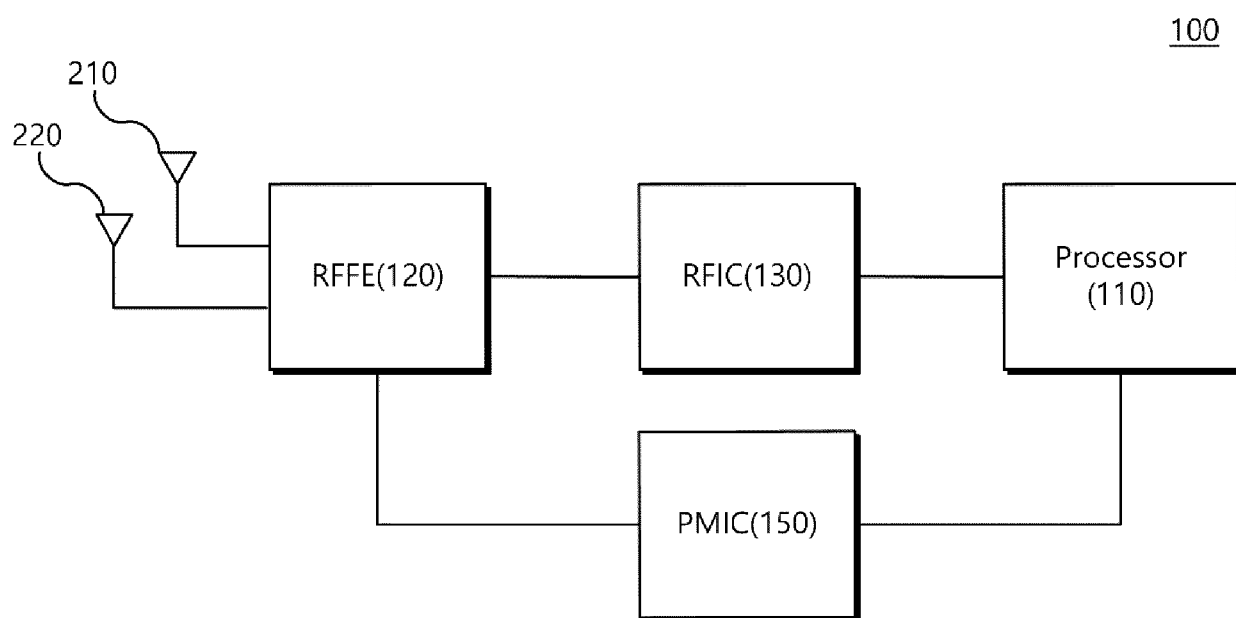 100
210
220
RFFE(120)
RFIC(130)
Processor
(110)
PMIC(150)